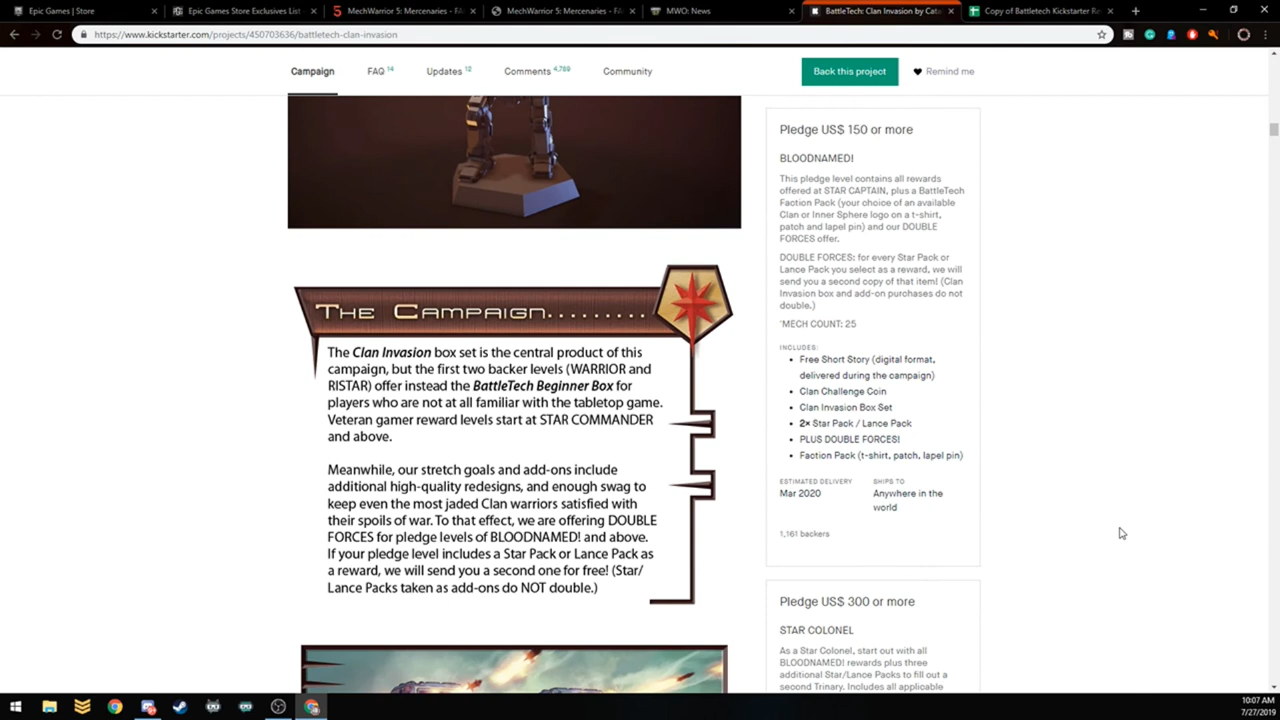 Epic Games | Store
Epic Games Store Exclusives List
MechWarrior 5: Mercenaries - FA
MechWarrior 5: Mercenaries - FA
MWO: News
BattleTech: Clan Invasion by Cata
Copy of Battletech Kickstarter Re
https://www.kickstarter.com/projects/450703636/battletech-clan-invasion
Campaign
FAQ 14
Updates 12
Comments 4,789
Community
Back this project
Remind me
The Campaign.........
The Clan Invasion box set is the central product of this
campaign, but the first two backer levels (WARRIOR and
RISTAR) offer instead the BattleTech Beginner Box for
players who are not at all familiar with the tabletop game.
Veteran gamer reward levels start at STAR COMMANDER
and above.
Meanwhile, our stretch goals and add-ons include
additional high-quality redesigns, and enough swag to
keep even the most jaded Clan warriors satisfied with
their spoils of war. To that effect, we are offering DOUBLE
FORCES for pledge levels of BLOODNAMED! and above.
If your pledge level includes a Star Pack or Lance Pack as
a reward, we will send you a second one for free! (Star/
Lance Packs taken as add-ons do NOT double.)
Pledge US$ 150 or more
BLOODNAMED!
This pledge level contains all rewards
offered at STAR CAPTAIN, plus a BattleTech
Faction Pack (your choice of an available
Clan or Inner Sphere logo on a t-shirt,
patch and lapel pin) and our DOUBLE
FORCES offer.
DOUBLE FORCES: for every Star Pack or
Lance Pack you select as a reward, we will
send you a second copy of that item! (Clan
Invasion box and add-on purchases do not
double.)
'MECH COUNT: 25
INCLUDES:
Free Short Story (digital format,
delivered during the campaign)
Clan Challenge Coin
Clan Invasion Box Set
2× Star Pack / Lance Pack
PLUS DOUBLE FORCES!
Faction Pack (t-shirt, patch, lapel pin)
ESTIMATED DELIVERY
Mar 2020
SHIPS TO
Anywhere in the
world
1,161 backers
Pledge US$ 300 or more
STAR COLONEL
As a Star Colonel, start out with all
BLOODNAMED! rewards plus three
additional Star/Lance Packs to fill out a
second Trinary. Includes all applicable
10:07 AM
7/27/2019